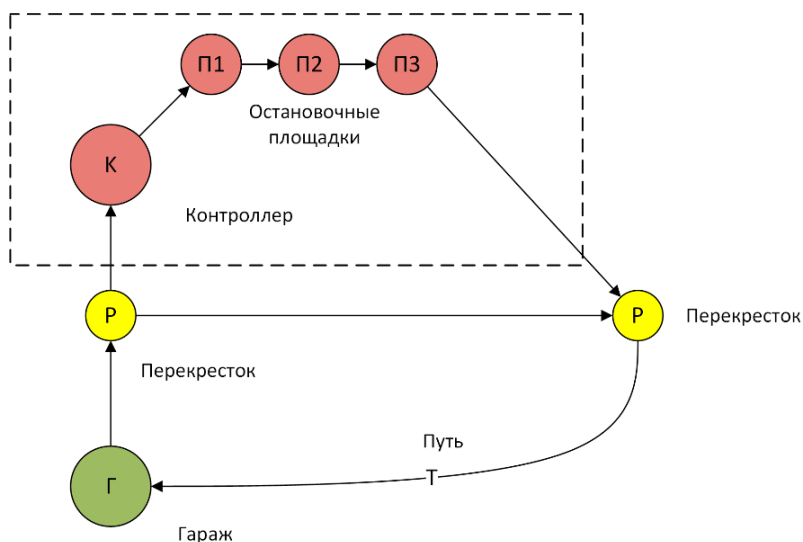 П1
П2
П3
Остановочные
площадки
К
Контроллер
Р
Р
Перекресток
Перекресток
Путь
Т
Г
Гараж